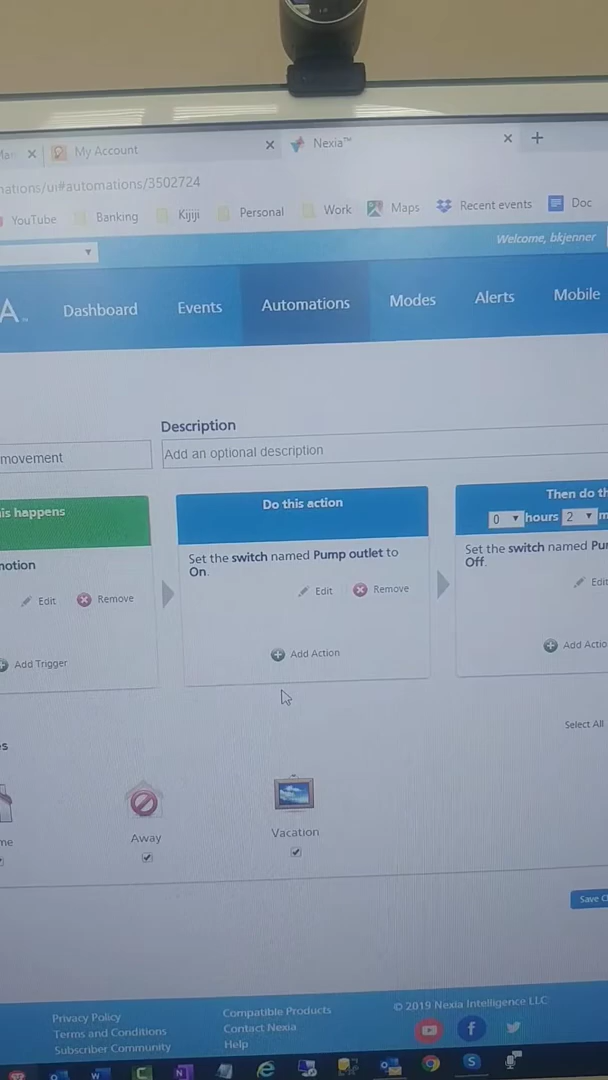 My Account
Nexia™
nations/ui#automations/3502724
YouTube Banking Kijiji Personal Work Maps Recent events Doc
Welcome, bkjenner
A Dashboard Events Automations Modes Alerts Mobile
Description
movement
Add an optional description
is happens
Do this action
Then do th
0 hours 2 m
notion
Set the switch named Pump outlet to
On.
Set the switch named Pu
Off.
Edit Remove
Edit Remove
Edit
Add Trigger
Add Action
Add Actio
Select All
s
me
Away
Vacation
Save C
Privacy Policy
Terms and Conditions
Subscriber Community
Compatible Products
Contact Nexia
Help
© 2019 Nexia Intelligence LLC